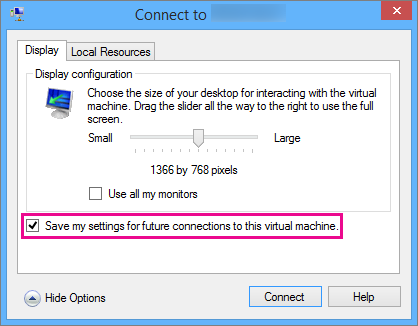 Connect to
Display
Local Resources
Display configuration
Choose the size of your desktop for interacting with the virtual
machine. Drag the slider all the way to the right to use the full
screen.
Small Large
1366 by 768 pixels
Use all my monitors
Save my settings for future connections to this virtual machine.
Hide Options
Connect
Help